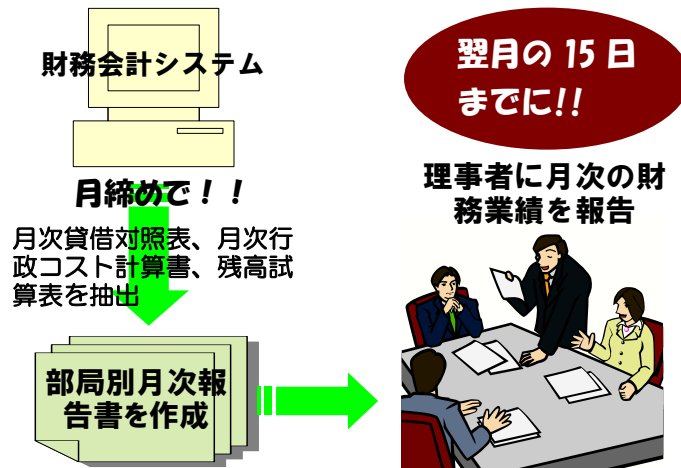 財務会計システム
月締めで！！
月次貸借対照表、月次行
政コスト計算書、残高試
算表を抽出
部局別月次報
告書を作成
翌月の 15 日
までに!!
理事者に月次の財
務業績を報告